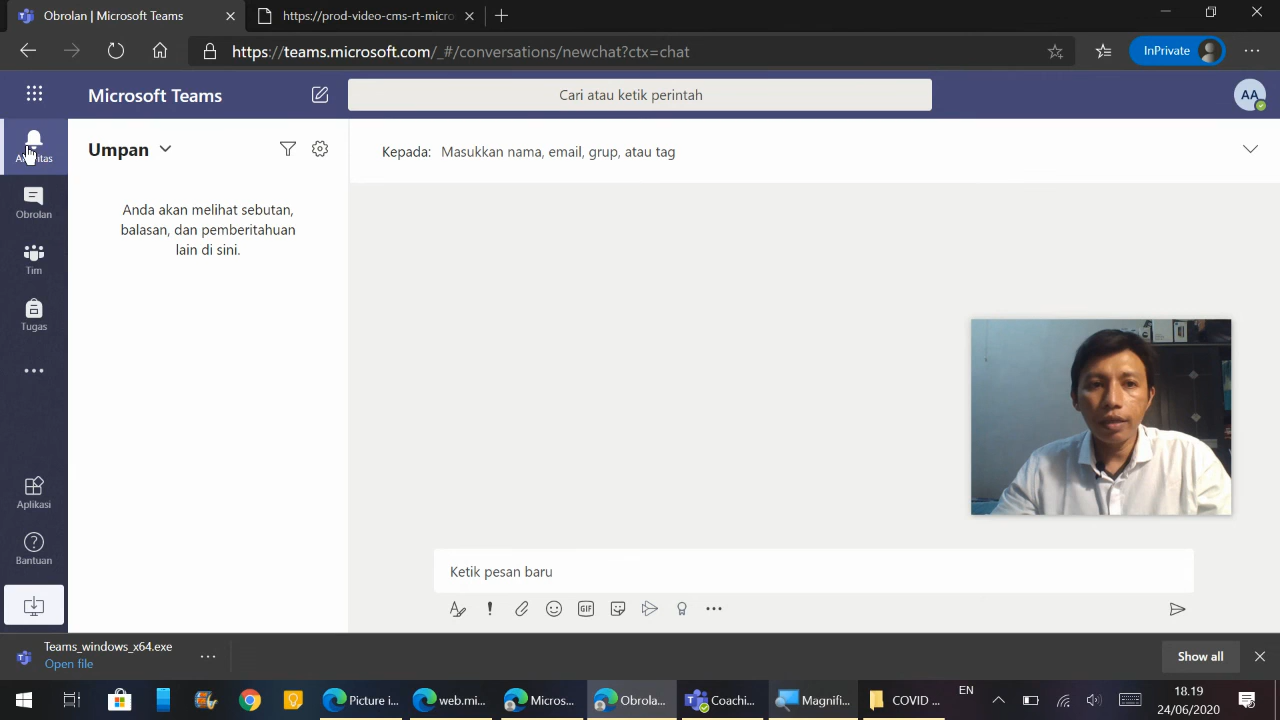 Obrolan | Microsoft Teams
https://prod-video-cms-rt-micro
https://teams.microsoft.com/_#/conversations/newchat?ctx=chat
InPrivate
Microsoft Teams
Cari atau ketik perintah
AA
Umpan
Kepada: Masukkan nama, email, grup, atau tag
Obrolan
Tim
Tugas
Aplikasi
Bantuan
Anda akan melihat sebutan,
balasan, dan pemberitahuan
lain di sini.
Ketik pesan baru
GIF
Teams_windows_x64.exe
Open file
Show all
Picture i...
web.mi...
Micros...
Obrola...
Coachi...
Magnifi...
COVID ...
EN
18.19
24/06/2020